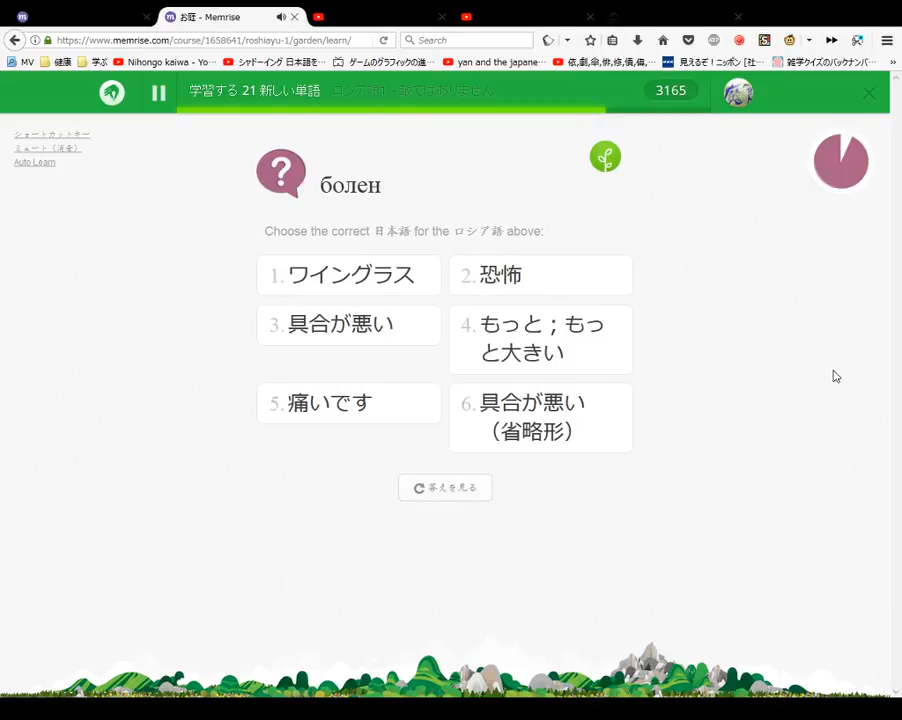 お庭 - Memrise
https://www.memrise.com/course/1658641/roshiayu-1/garden/learn/
Search
MV
健康
学ぶ
Nihongo kaiwa - Yo…
シャドーイング 日本語を…
ゲームのグラフィックの進…
yan and the japane…
依,劇,傘,俳,修,債,傷,…
見えるぞ！ニッポン [社…
雑学クイズのバックナンバ…
学習する 21 新しい単語
3165
ショートカットキー
ミュート（消音）
Auto Learn
?
болен
Choose the correct 日本語 for the ロシア語 above:
1. ワイングラス
2. 恐怖
3. 具合が悪い
4. もっと；もっ
と大きい
5. 痛いです
6. 具合が悪い
（省略形）
答えを見る